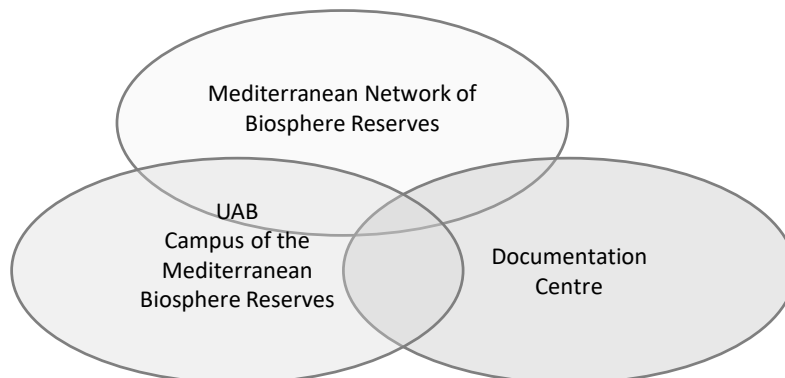 Mediterranean Network of
Biosphere Reserves
UAB
Campus of the
Mediterranean
Biosphere Reserves
Documentation
Centre